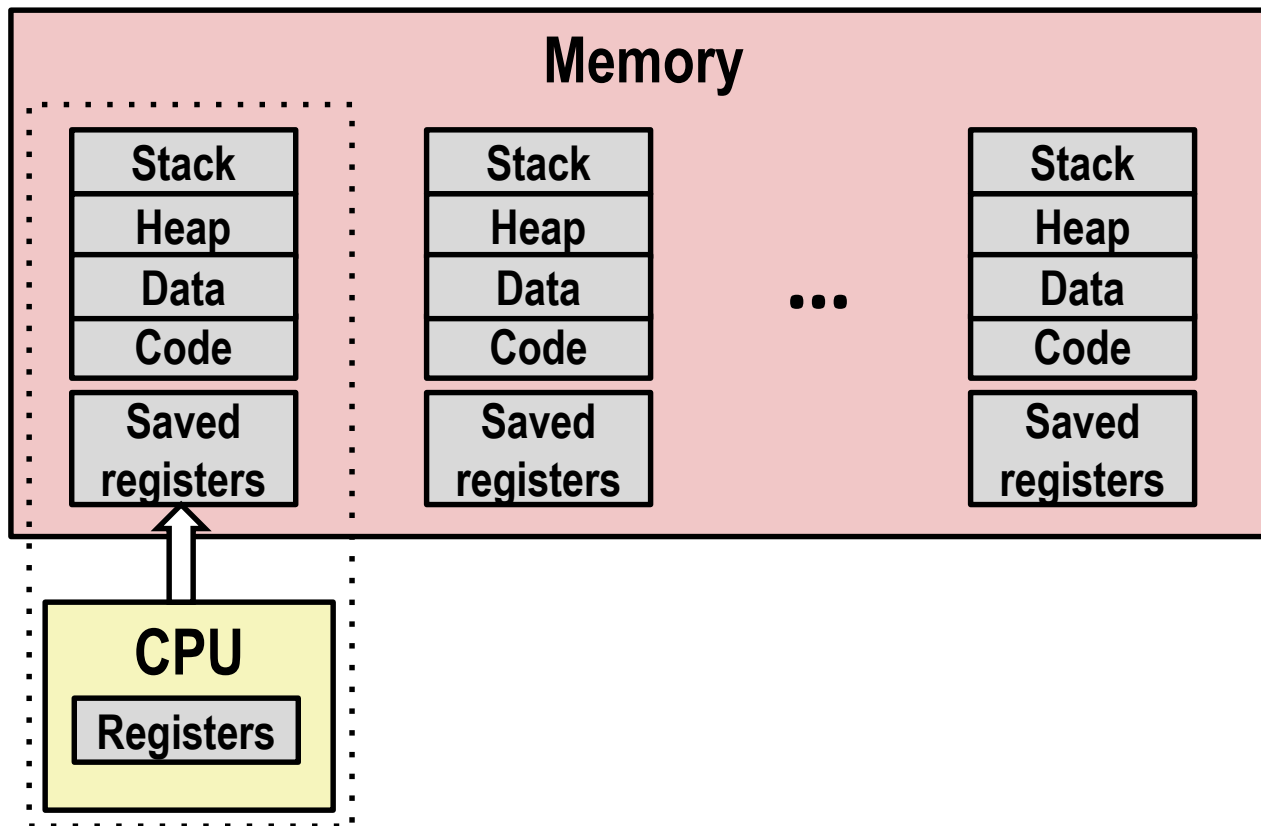 Memory
Stack
Heap
Data
Code
Saved
registers
Stack
Heap
Data
Code
Saved
registers
...
Stack
Heap
Data
Code
Saved
registers
CPU
Registers